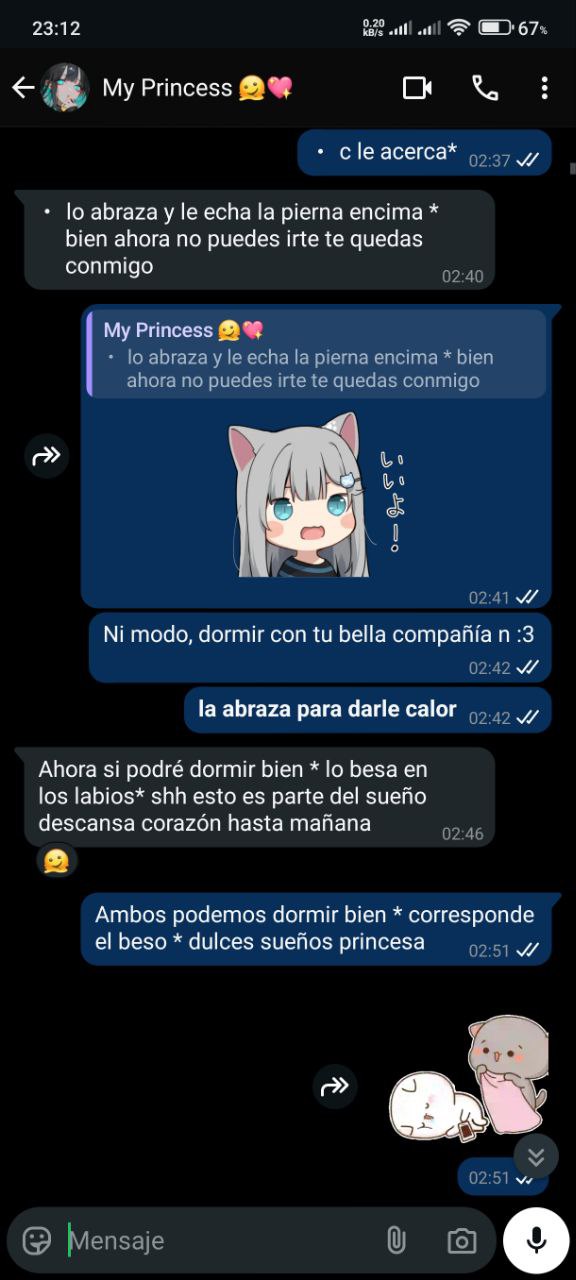 23:12
0.20
kB/s
67%
My Princess 🫠💖
• c le acerca*
02:37
• lo abraza y le echa la pierna encima *
bien ahora no puedes irte te quedas
conmigo
02:40
My Princess 🫠💖
• lo abraza y le echa la pierna encima * bien
ahora no puedes irte te quedas conmigo
いいよ!
02:41
Ni modo, dormir con tu bella compañía n :3
02:42
la abraza para darle calor
02:42
Ahora si podré dormir bien * lo besa en
los labios* shh esto es parte del sueño
descansa corazón hasta mañana
02:46
Ambos podemos dormir bien * corresponde
el beso * dulces sueños princesa
02:51
02:51
Mensaje